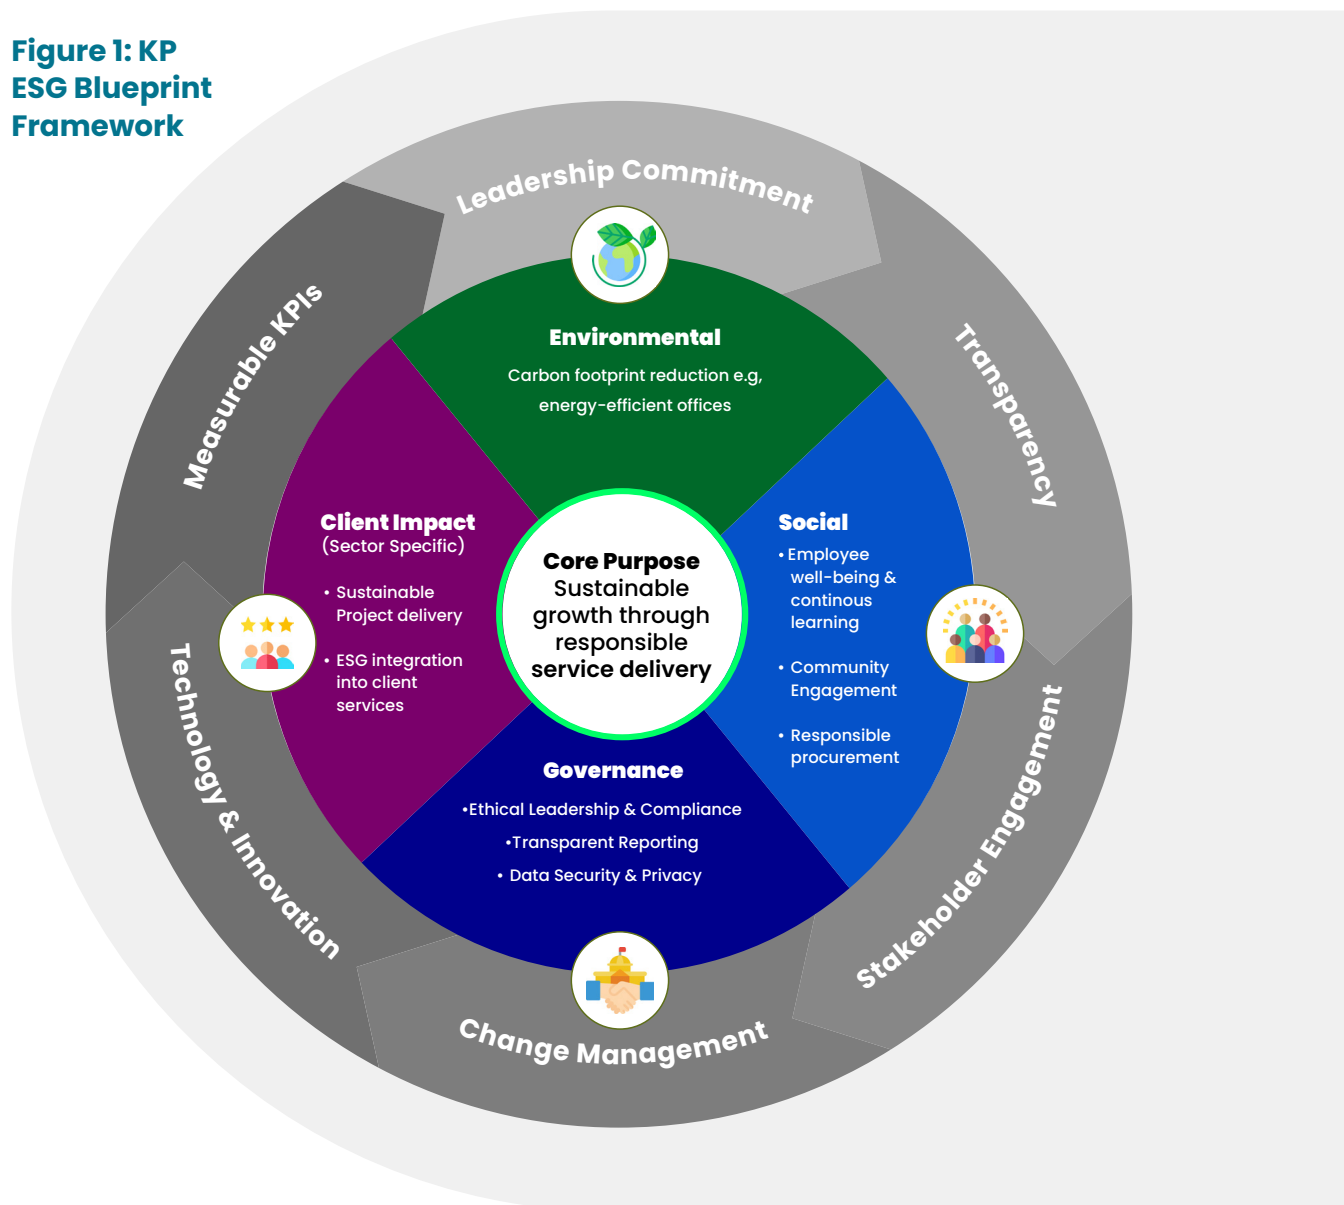 Figure 1: KP
ESG Blueprint
Framework
Leadership Commitment
Transparency
Stakeholder Engagement
Change Management
Technology & Innovation
Measurable KPIs
Environmental
Carbon footprint reduction e.g,
energy-efficient offices
Social
• Employee
well-being &
continous
learning
• Community
Engagement
• Responsible
procurement
Governance
•Ethical Leadership & Compliance
•Transparent Reporting
• Data Security & Privacy
Client Impact
(Sector Specific)
• Sustainable
Project delivery
• ESG integration
into client
services
Core Purpose
Sustainable
growth through
responsible
service delivery